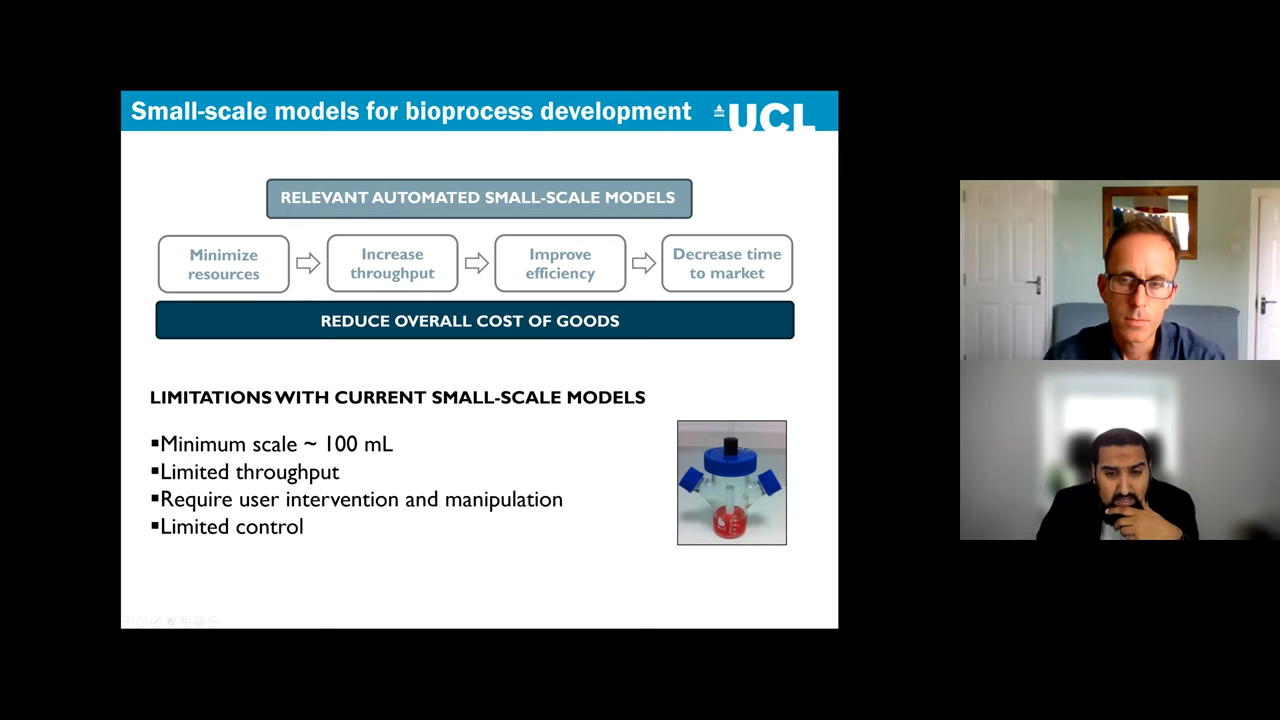 Small-scale models for bioprocess development
UCL
RELEVANT AUTOMATED SMALL-SCALE MODELS
Minimize
resources
Increase
throughput
Improve
efficiency
Decrease time
to market
REDUCE OVERALL COST OF GOODS
LIMITATIONS WITH CURRENT SMALL-SCALE MODELS
▪Minimum scale ~ 100 mL
▪Limited throughput
▪Require user intervention and manipulation
▪Limited control